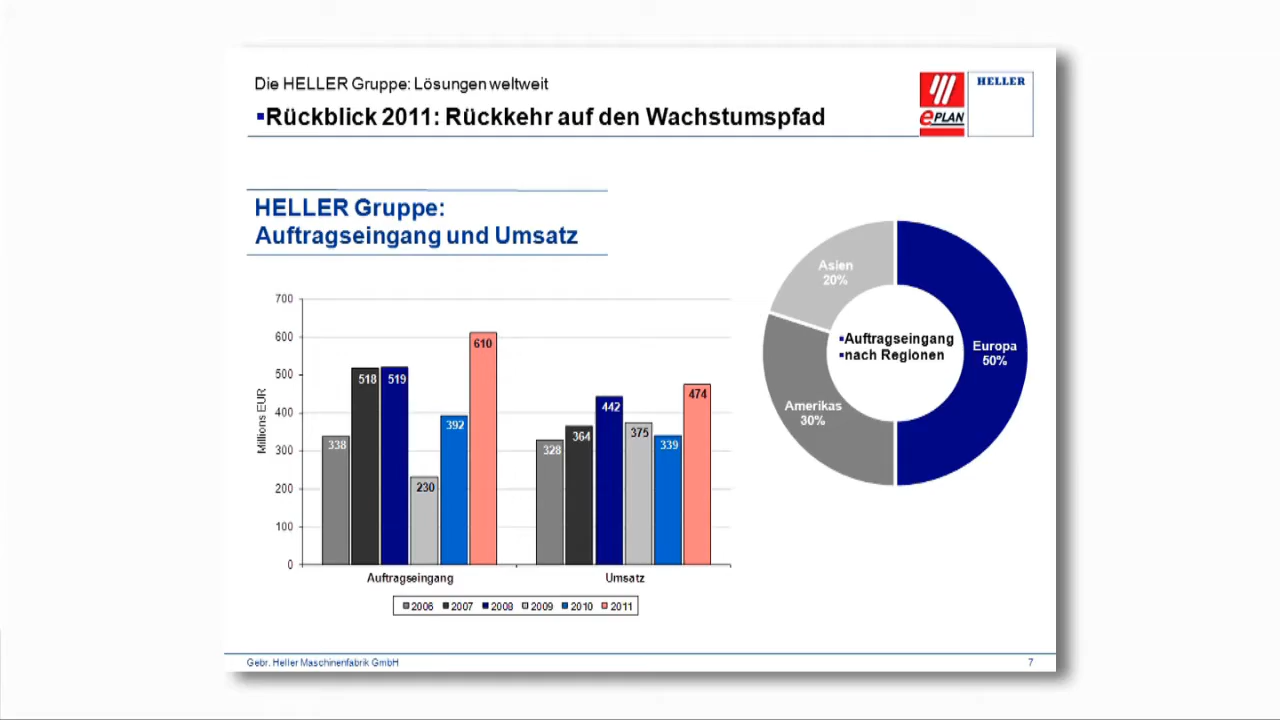 Die HELLER Gruppe: Lösungen weltweit
▪Rückblick 2011: Rückkehr auf den Wachstumspfad
ePLAN
HELLER
HELLER Gruppe:
Auftragseingang und Umsatz
700
600
500
400
300
200
100
0
Millions EUR
338
518
519
230
392
610
328
364
442
375
339
474
Auftragseingang
Umsatz
2006 2007 2008 2009 2010 2011
Asien
20%
▪Auftragseingang
▪nach Regionen
Europa
50%
Amerikas
30%
Gebr. Heller Maschinenfabrik GmbH
7